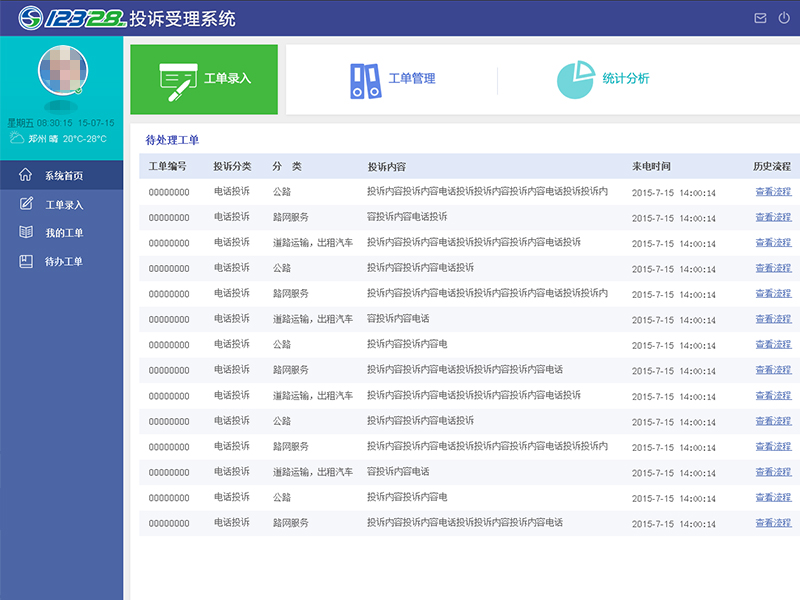 12328 投诉受理系统
星期五 08:30:15 15-07-15
郑州 晴 20°C-28°C
系统首页
工单录入
我的工单
待办工单
工单录入
工单管理
统计分析
待处理工单
工单编号 投诉分类 分 类 投诉内容 来电时间 历史流程
00000000 电话投诉 公路 投诉内容投诉内容电话投诉投诉内容投诉内容电话投诉投诉内 2015-7-15 14:00:14 查看流程
00000000 电话投诉 路网服务 容投诉内容电话投诉 2015-7-15 14:00:14 查看流程
00000000 电话投诉 道路运输，出租汽车 投诉内容投诉内容电话投诉投诉内容投诉内容电话投诉 2015-7-15 14:00:14 查看流程
00000000 电话投诉 公路 投诉内容投诉内容电话投诉 2015-7-15 14:00:14 查看流程
00000000 电话投诉 路网服务 投诉内容投诉内容电话投诉投诉内容投诉内容电话投诉投诉内 2015-7-15 14:00:14 查看流程
00000000 电话投诉 道路运输，出租汽车 容投诉内容电话 2015-7-15 14:00:14 查看流程
00000000 电话投诉 公路 投诉内容投诉内容电 2015-7-15 14:00:14 查看流程
00000000 电话投诉 路网服务 投诉内容投诉内容电话投诉投诉内容投诉内容电话 2015-7-15 14:00:14 查看流程
00000000 电话投诉 道路运输，出租汽车 投诉内容投诉内容电话投诉投诉内容投诉内容电话投诉 2015-7-15 14:00:14 查看流程
00000000 电话投诉 公路 投诉内容投诉内容电话投诉 2015-7-15 14:00:14 查看流程
00000000 电话投诉 路网服务 投诉内容投诉内容电话投诉投诉内容投诉内容电话投诉投诉内 2015-7-15 14:00:14 查看流程
00000000 电话投诉 道路运输，出租汽车 容投诉内容电话 2015-7-15 14:00:14 查看流程
00000000 电话投诉 公路 投诉内容投诉内容电 2015-7-15 14:00:14 查看流程
00000000 电话投诉 路网服务 投诉内容投诉内容电话投诉投诉内容投诉内容电话 2015-7-15 14:00:14 查看流程